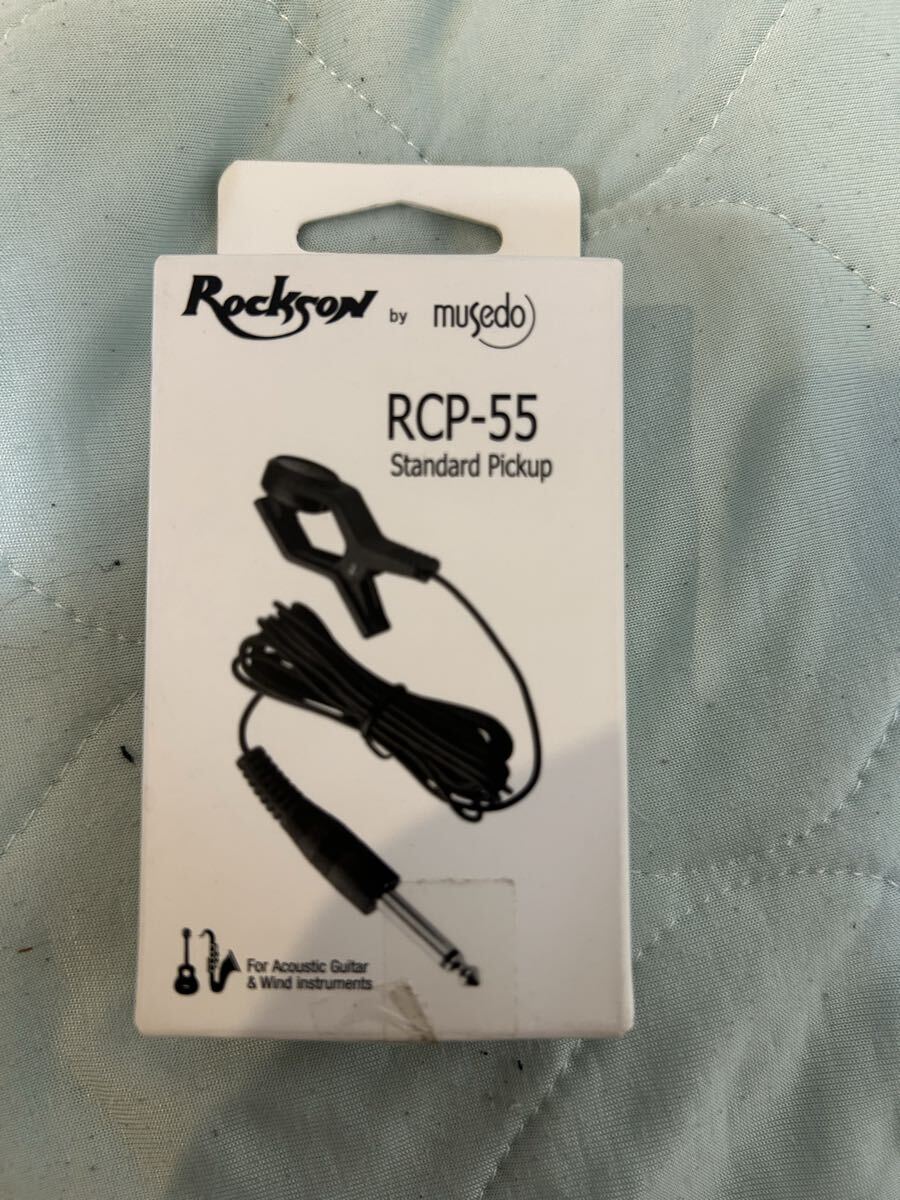 Rockson by musedo
RCP-55
Standard Pickup
For Acoustic Guitar
& Wind instruments